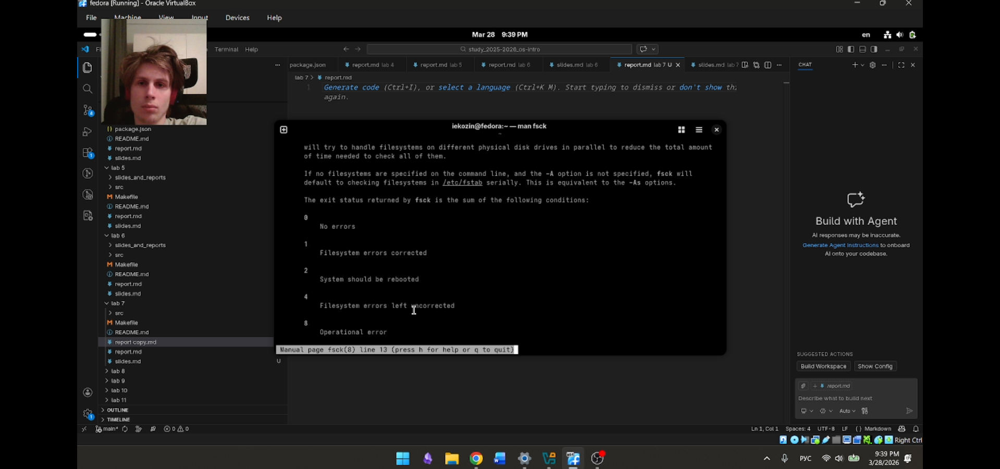 fedora [Running] - Oracle VirtualBox
File Machine View Input Devices Help
Mar 28 9:39 PM
en
Terminal Help
study_2025-2026_os-intro
package.json
report.md lab 4
report.md lab 5
report.md lab 6
slides.md lab 6
report.md lab 7 U
slides.md lab 7
CHAT
lab 7 > report.md
1 Generate code (Ctrl+I), or select a language (Ctrl+K M). Start typing to dismiss or don't show thi
again.
package.json
README.md
report.md
slides.md
lab 5
slides_and_reports
src
Makefile
README.md
report.md
slides.md
lab 6
slides_and_reports
src
Makefile
README.md
report.md
slides.md
lab 7
src
Makefile
README.md
report copy.md
report.md
slides.md
U
lab 8
lab 9
lab 10
lab 11
OUTLINE
TIMELINE
iekozin@fedora:~ — man fsck
~
will try to handle filesystems on different physical disk drives in parallel to reduce the total amount
of time needed to check all of them.
If no filesystems are specified on the command line, and the -A option is not specified, fsck will
default to checking filesystems in /etc/fstab serially. This is equivalent to the -As options.
The exit status returned by fsck is the sum of the following conditions:
0
No errors
1
Filesystem errors corrected
2
System should be rebooted
4
Filesystem errors left uncorrected
8
Operational error
Manual page fsck(8) line 13 (press h for help or q to quit)
Build with Agent
AI responses may be inaccurate.
Generate Agent Instructions to onboard
AI onto your codebase.
SUGGESTED ACTIONS
Build Workspace
Show Config
+ report.md
Describe what to build next
Auto
main*
0 0
Ln 1, Col 1 Spaces: 4 UTF-8 LF {} Markdown
Right Ctrl
4
1
1
РУС
9:39 PM
3/28/2026